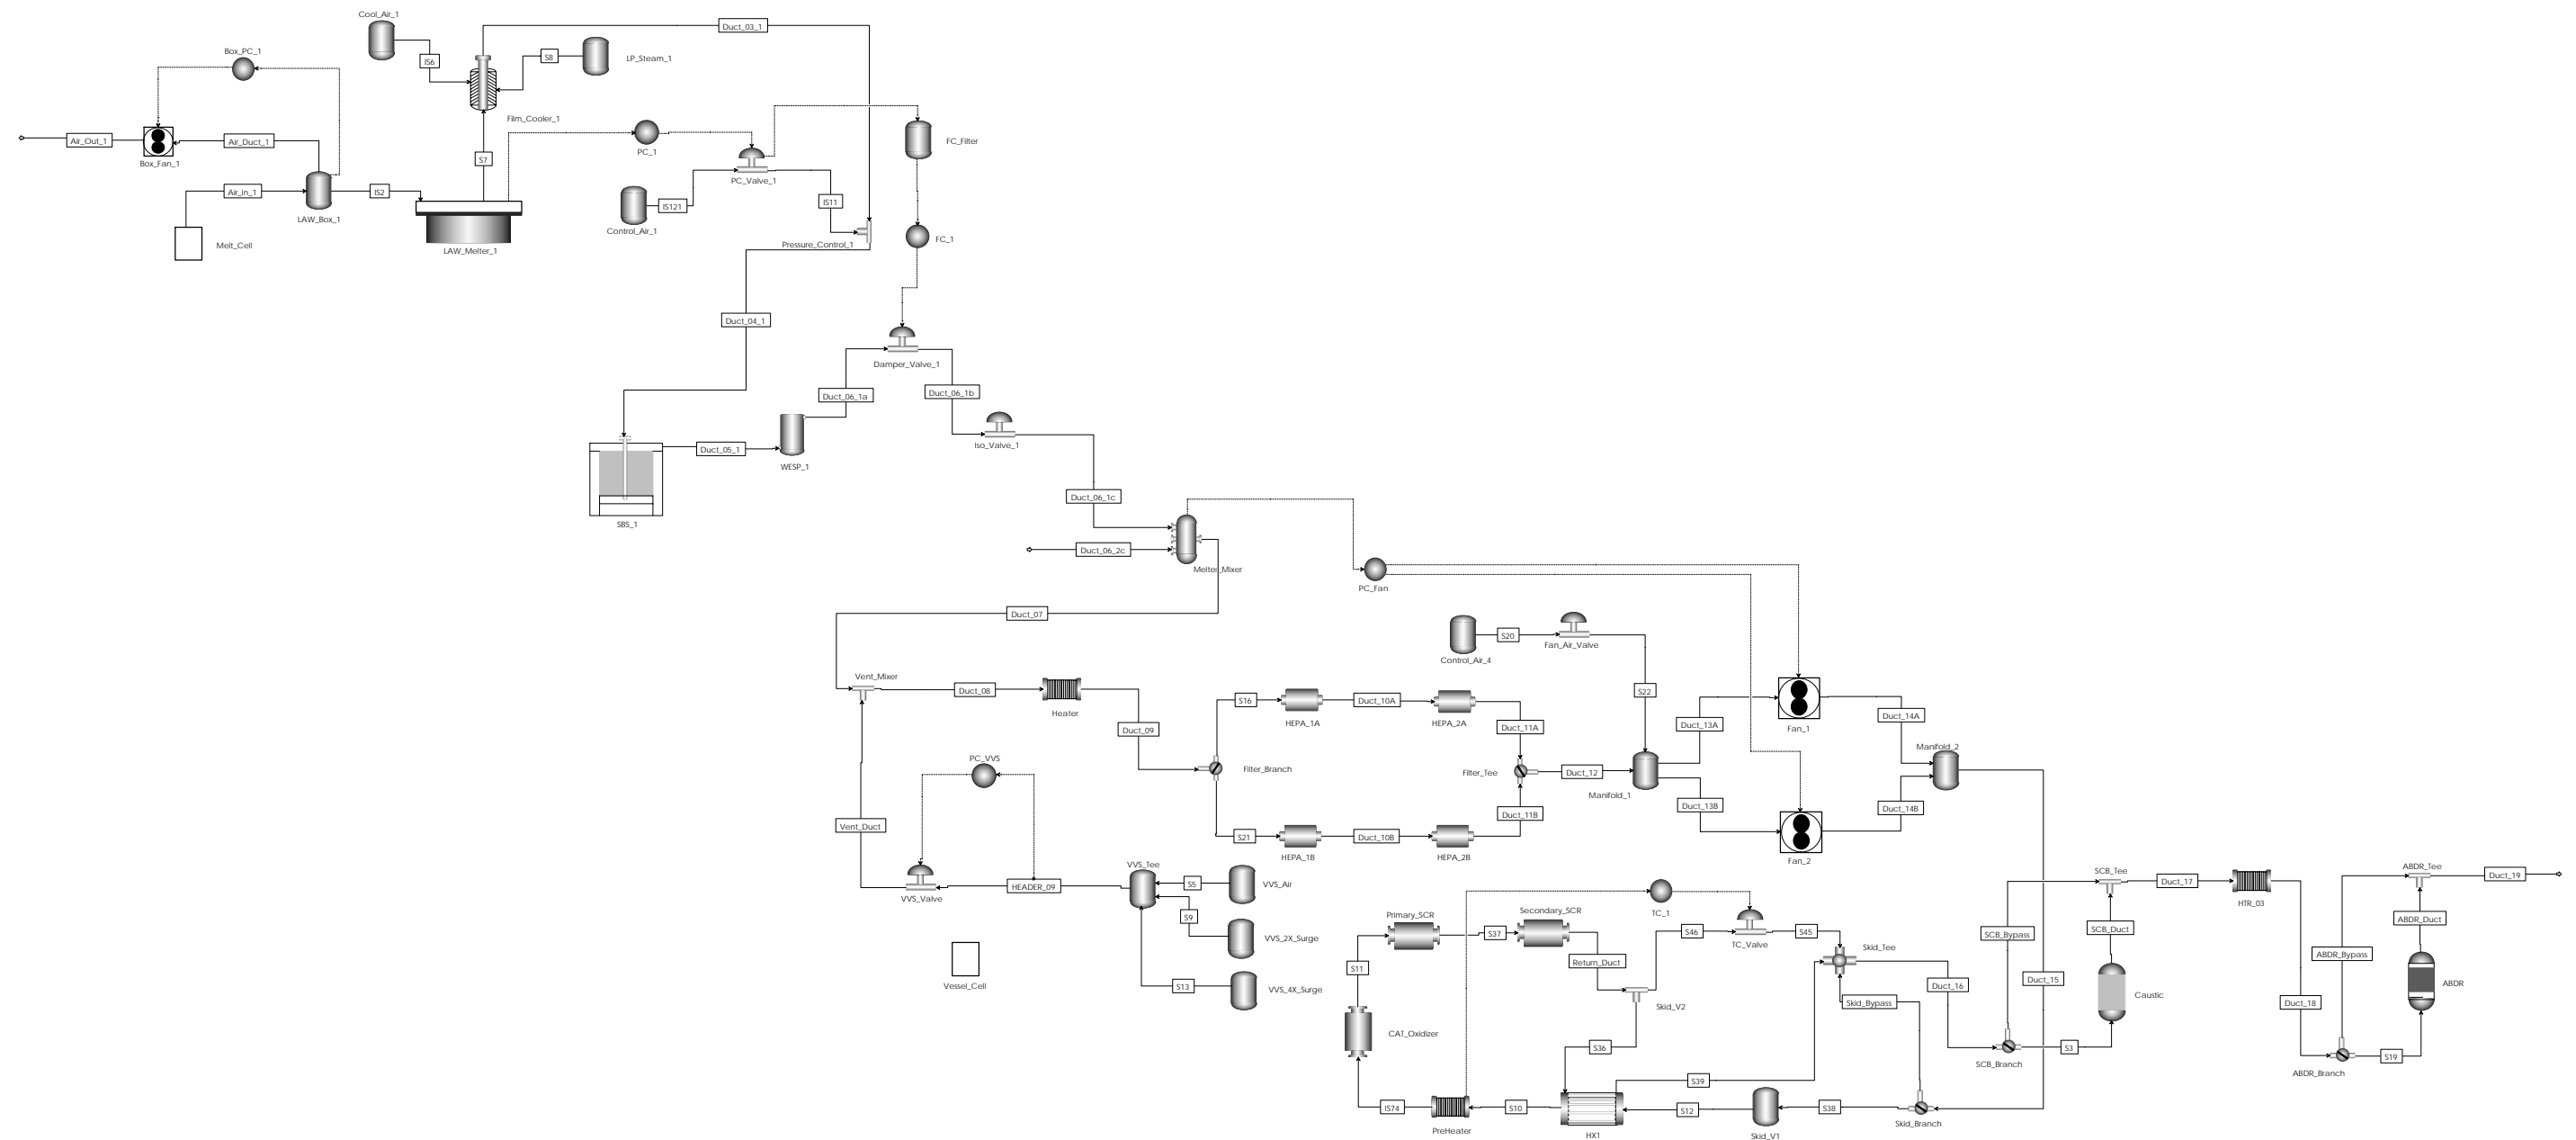 Cool_Air_1
Duct_03_1
Box_PC_1
IS6
S8
LP_Steam_1
Film_Cooler_1
Air_Out_1
Box_Fan_1
Air_Duct_1
S7
PC_1
FC_Filter
Air_In_1
LAW_Box_1
IS2
PC_Valve_1
Control_Air_1
IS121
IS11
Melt_Cell
LAW_Melter_1
Pressure_Control_1
FC_1
Duct_04_1
Damper_Valve_1
Duct_06_1a
Duct_06_1b
Iso_Valve_1
Duct_05_1
WESP_1
SBS_1
Duct_06_1c
Duct_06_2c
Melter_Mixer
PC_Fan
Duct_07
Control_Air_4
S20
Fan_Air_Valve
Vent_Mixer
Duct_08
Heater
S16
HEPA_1A
Duct_10A
HEPA_2A
S22
Duct_09
Duct_11A
Duct_13A
Fan_1
Duct_14A
Manifold_2
PC_VVS
Filter_Branch
Filter_Tee
Duct_12
Manifold_1
Duct_13B
Duct_14B
Vent_Duct
Duct_11B
S21
HEPA_1B
Duct_10B
HEPA_2B
Fan_2
VVS_Tee
VVS_Valve
HEADER_09
S5
VVS_Air
S9
VVS_2X_Surge
Vessel_Cell
S13
VVS_4X_Surge
Primary_SCR
Secondary_SCR
TC_1
S37
S46
TC_Valve
S45
Skid_Tee
S11
Return_Duct
Skid_V2
Duct_16
Skid_Bypass
CAT_Oxidizer
S36
S39
IS74
PreHeater
S10
HX1
S12
Skid_V1
S38
Skid_Branch
SCB_Tee
Duct_17
HTR_03
ABDR_Tee
Duct_19
SCB_Bypass
SCB_Duct
ABDR_Bypass
ABDR_Duct
Duct_15
Caustic
Duct_18
ABDR
SCB_Branch
S3
ABDR_Branch
S19